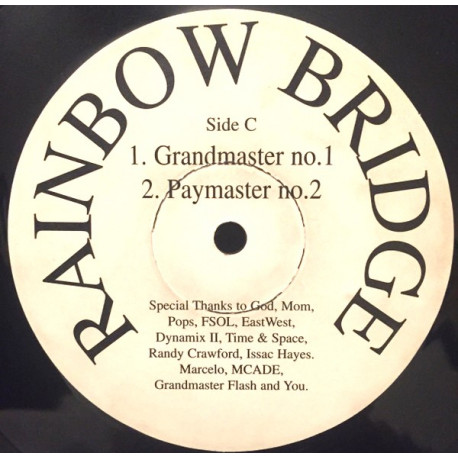 RAINBOW BRIDGE
Side C
1. Grandmaster no.1
2. Paymaster no.2
Special Thanks to God, Mom,
Pops, FSOL, EastWest,
Dynamix II, Time & Space,
Randy Crawford, Issac Hayes.
Marcelo, MCADE,
Grandmaster Flash and You.